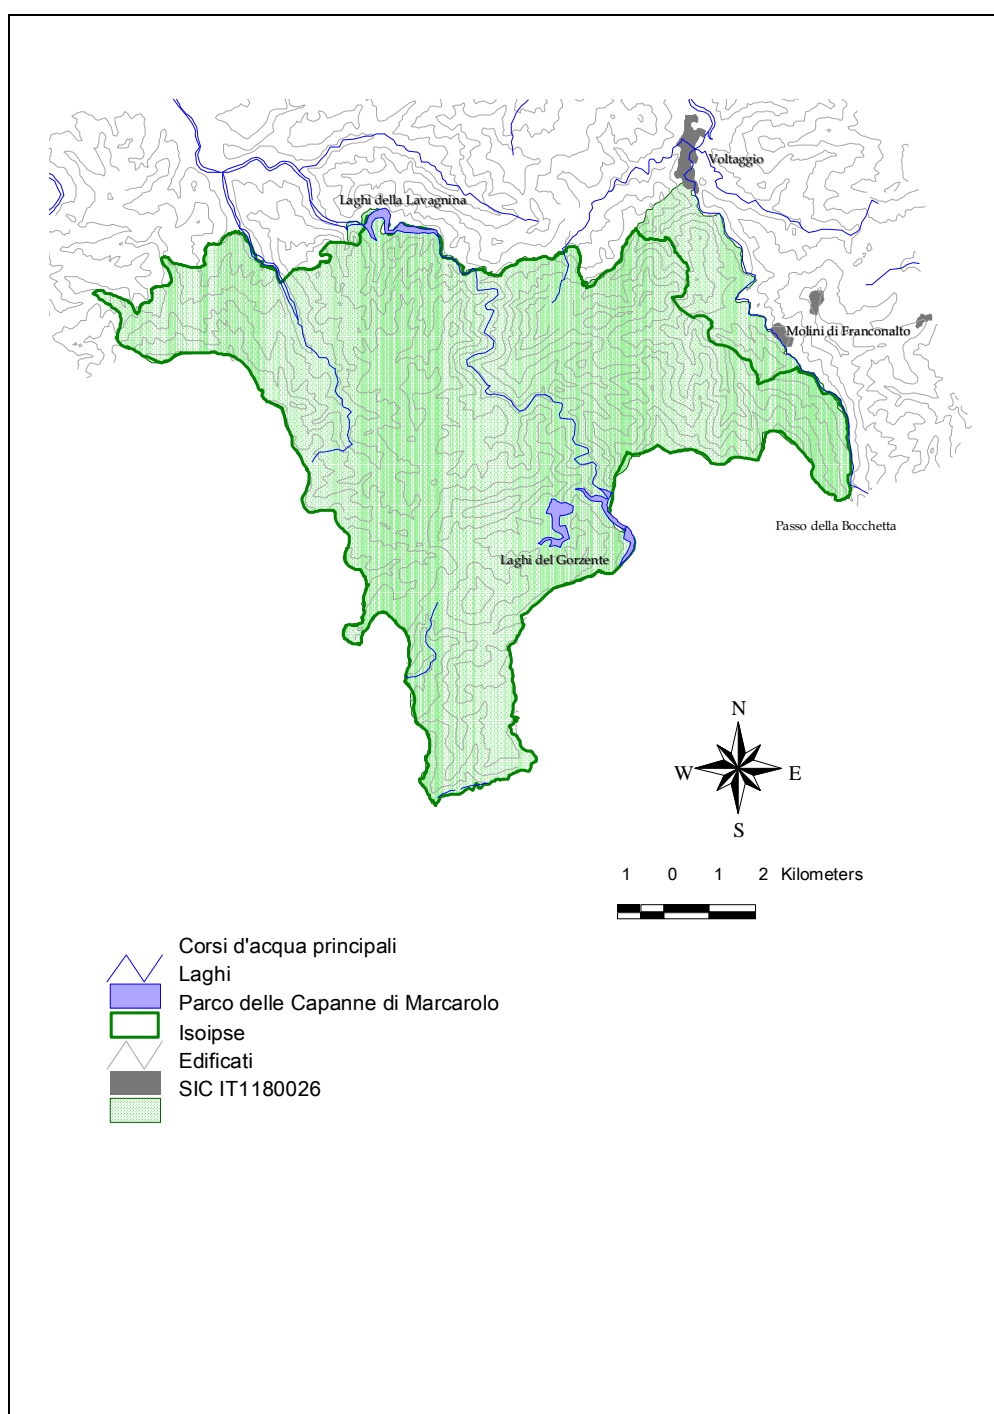 Voltaggio
Laghi della Lavagnina
Molini di Franconalto
Passo della Bocchetta
Laghi del Gorzente
N
W E
S
1 0 1 2 Kilometers
Corsi d'acqua principali
Laghi
Parco delle Capanne di Marcarolo
Isoipse
Edificati
SIC IT1180026